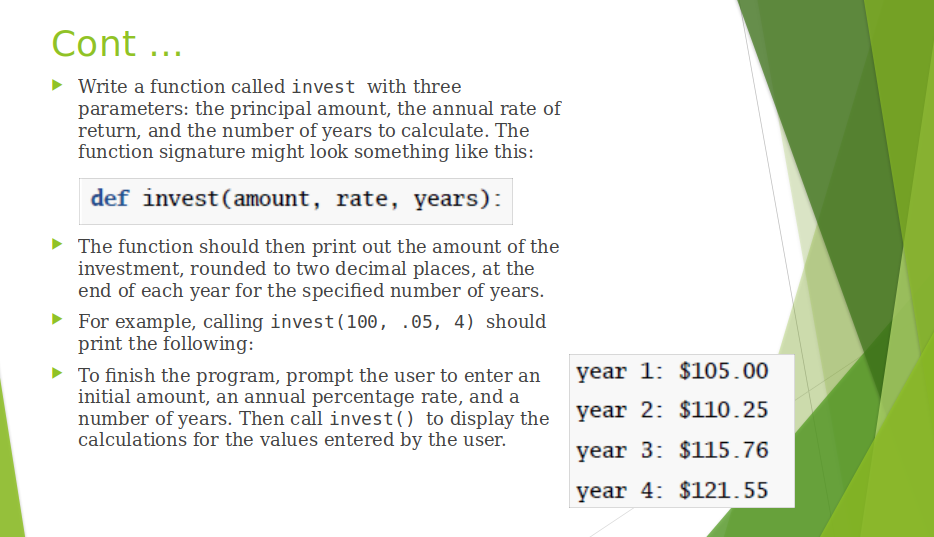 Cont …
Write a function called invest with three
parameters: the principal amount, the annual rate of
return, and the number of years to calculate. The
function signature might look something like this:
def invest(amount, rate, years):
The function should then print out the amount of the
investment, rounded to two decimal places, at the
end of each year for the specified number of years.
For example, calling invest(100, .05, 4) should
print the following:
To finish the program, prompt the user to enter an
initial amount, an annual percentage rate, and a
number of years. Then call invest() to display the
calculations for the values entered by the user.
year 1: $105.00
year 2: $110.25
year 3: $115.76
year 4: $121.55